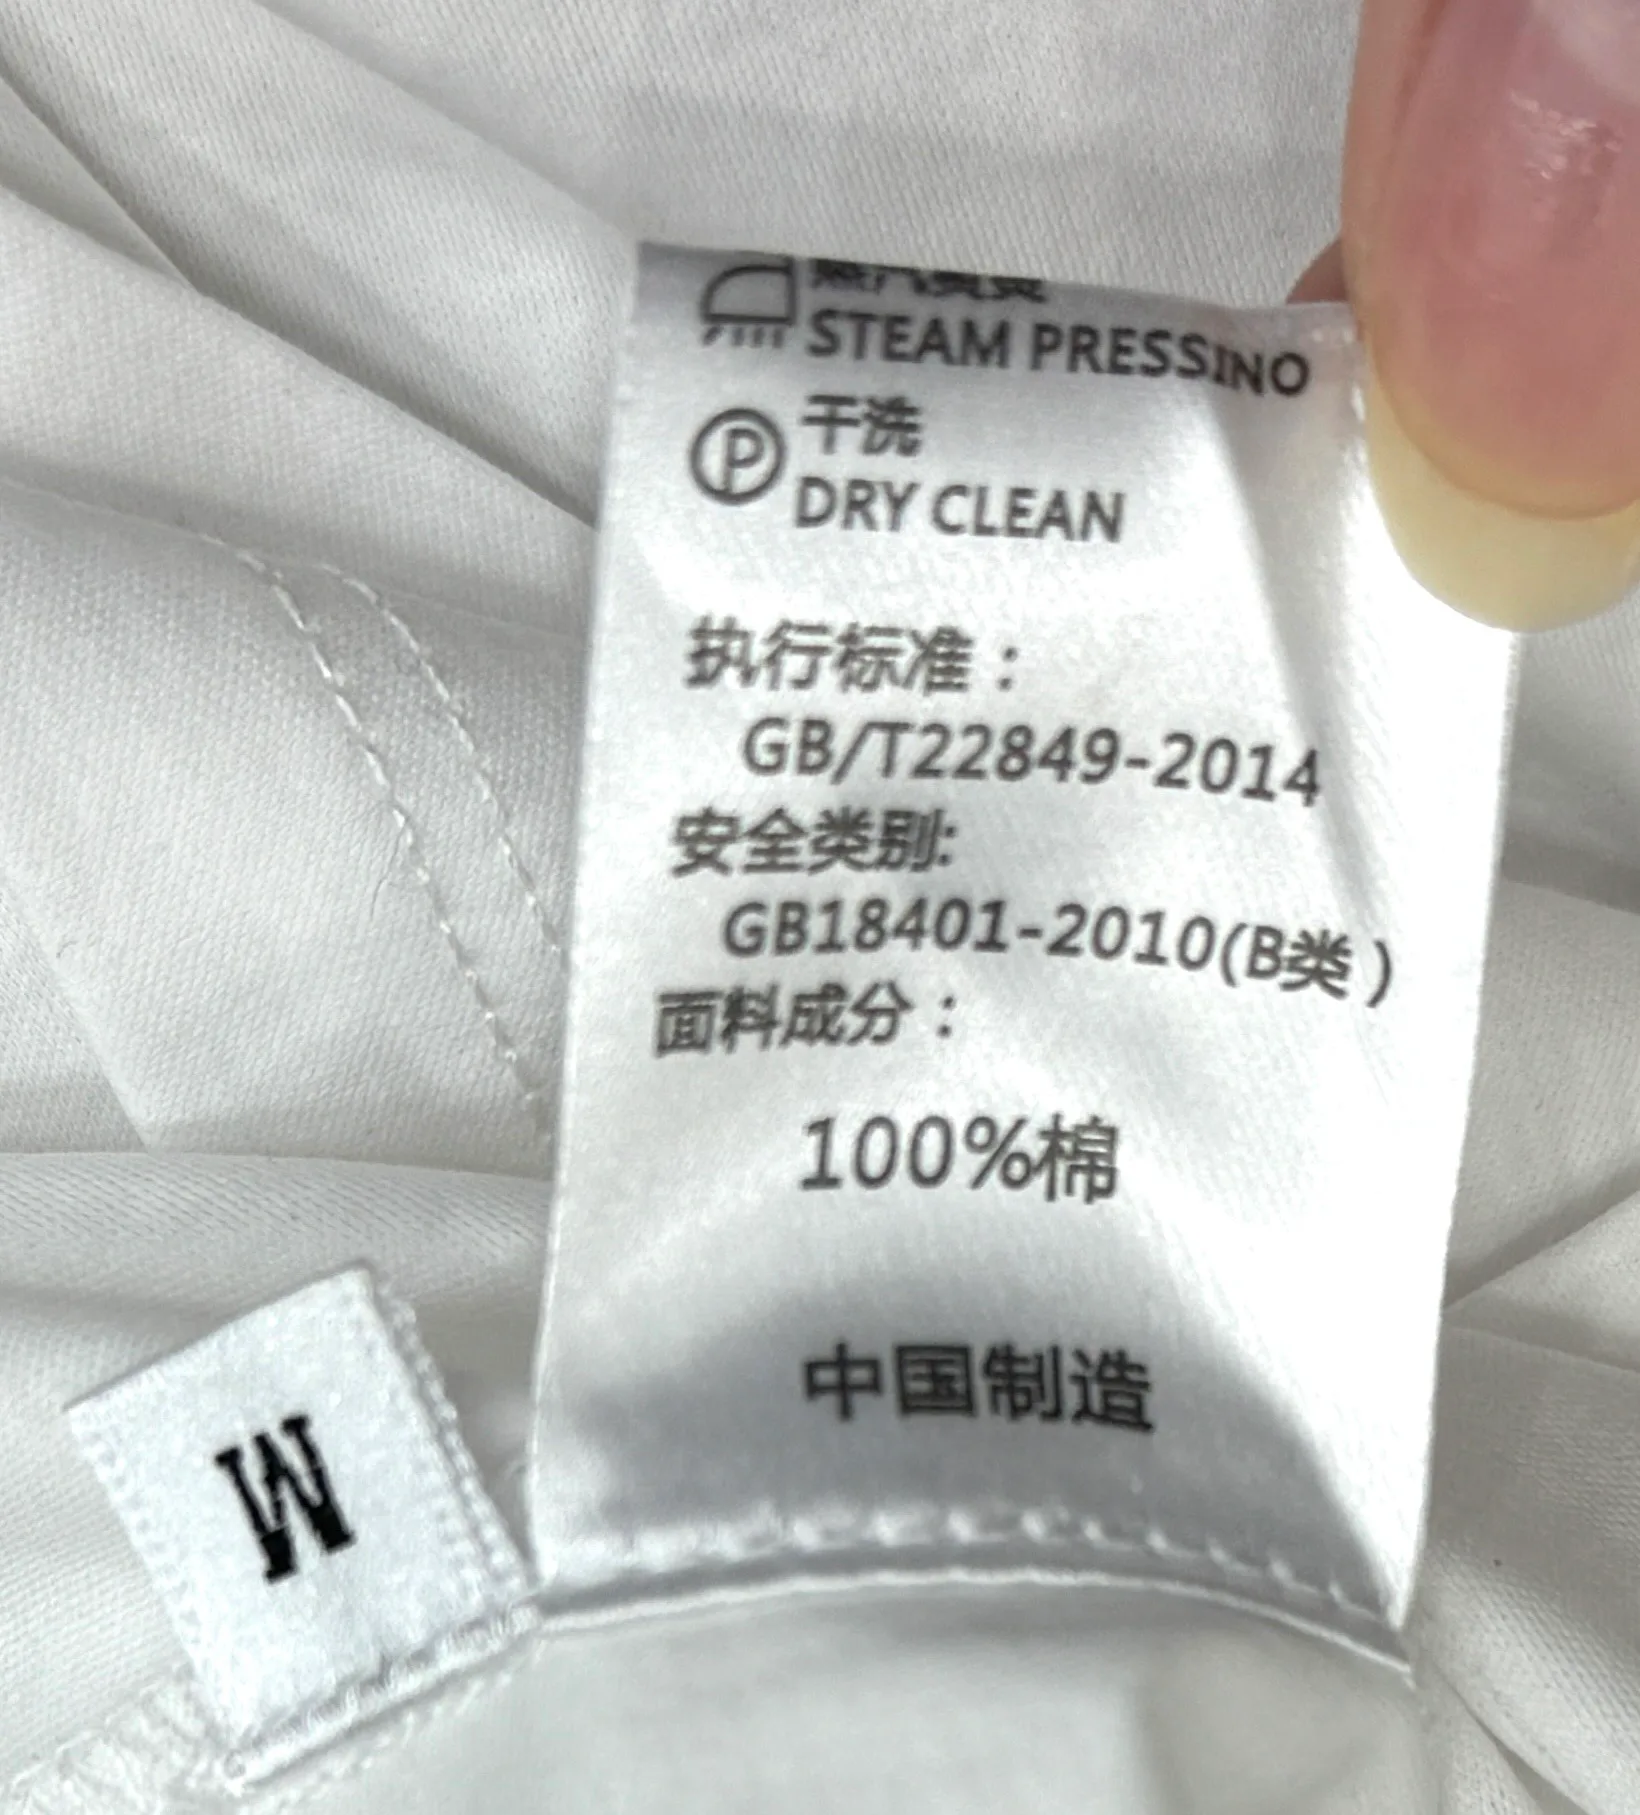 STEAM PRESSINO
干洗
P
DRY CLEAN
执行标准：
GB/T22849-2014
安全类别:
GB18401-2010(B类）
面料成分：
100%棉
中国制造
M